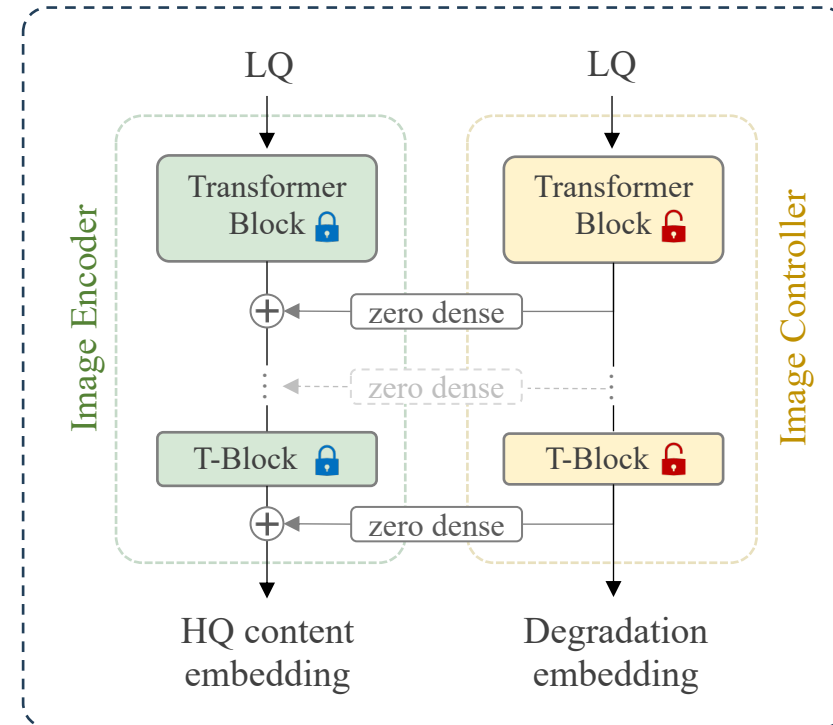 LQ
LQ
Image Encoder
Transformer
Block
Transformer
Block
Image Controller
zero dense
zero dense
T-Block
T-Block
zero dense
HQ content
embedding
Degradation
embedding